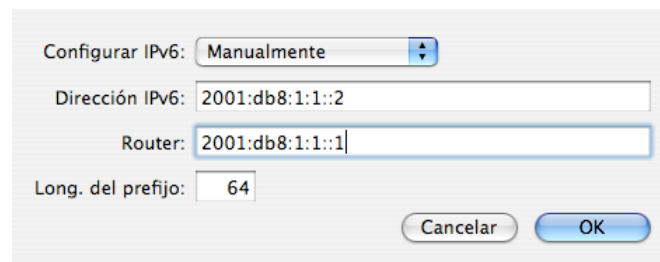 Configurar IPv6: Manualmente
Dirección IPv6: 2001:db8:1:1::2
Router: 2001:db8:1:1::1
Long. del prefijo: 64
Cancelar OK